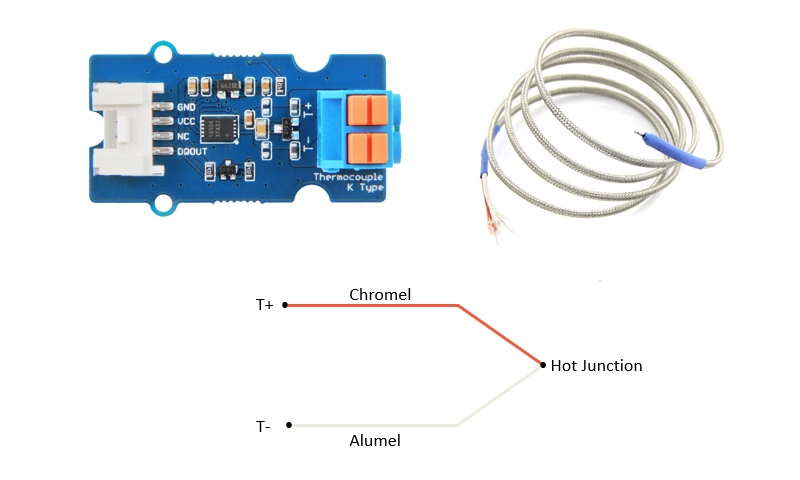 GND
VCC
NC
DQOUT
T+
T-
Thermocouple
K Type
T+
Chromel
Hot Junction
T-
Alumel